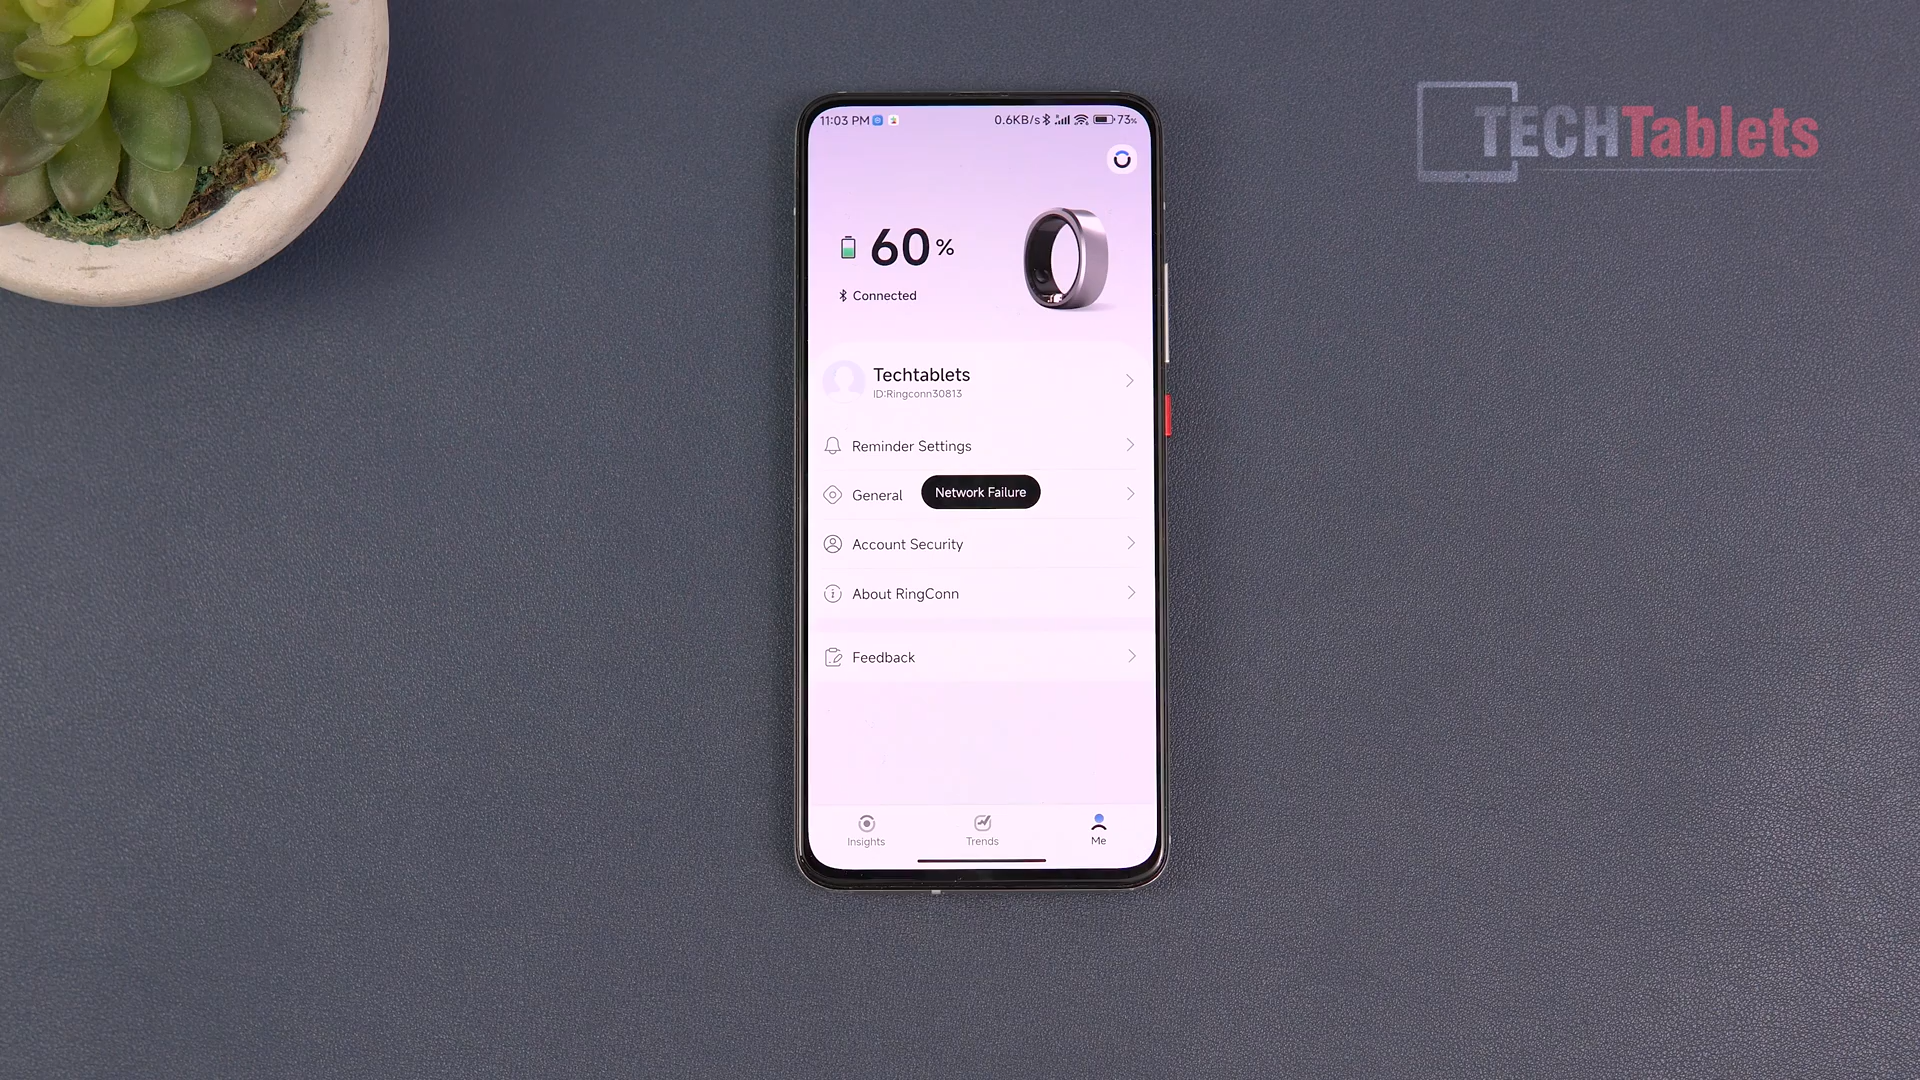 TECHTablets
11:03 PM 0.6KB/s 73%
60%
Connected
Techtablets
ID:Ringconn30813
Reminder Settings
General
Network Failure
Account Security
About RingConn
Feedback
Insights Trends Me